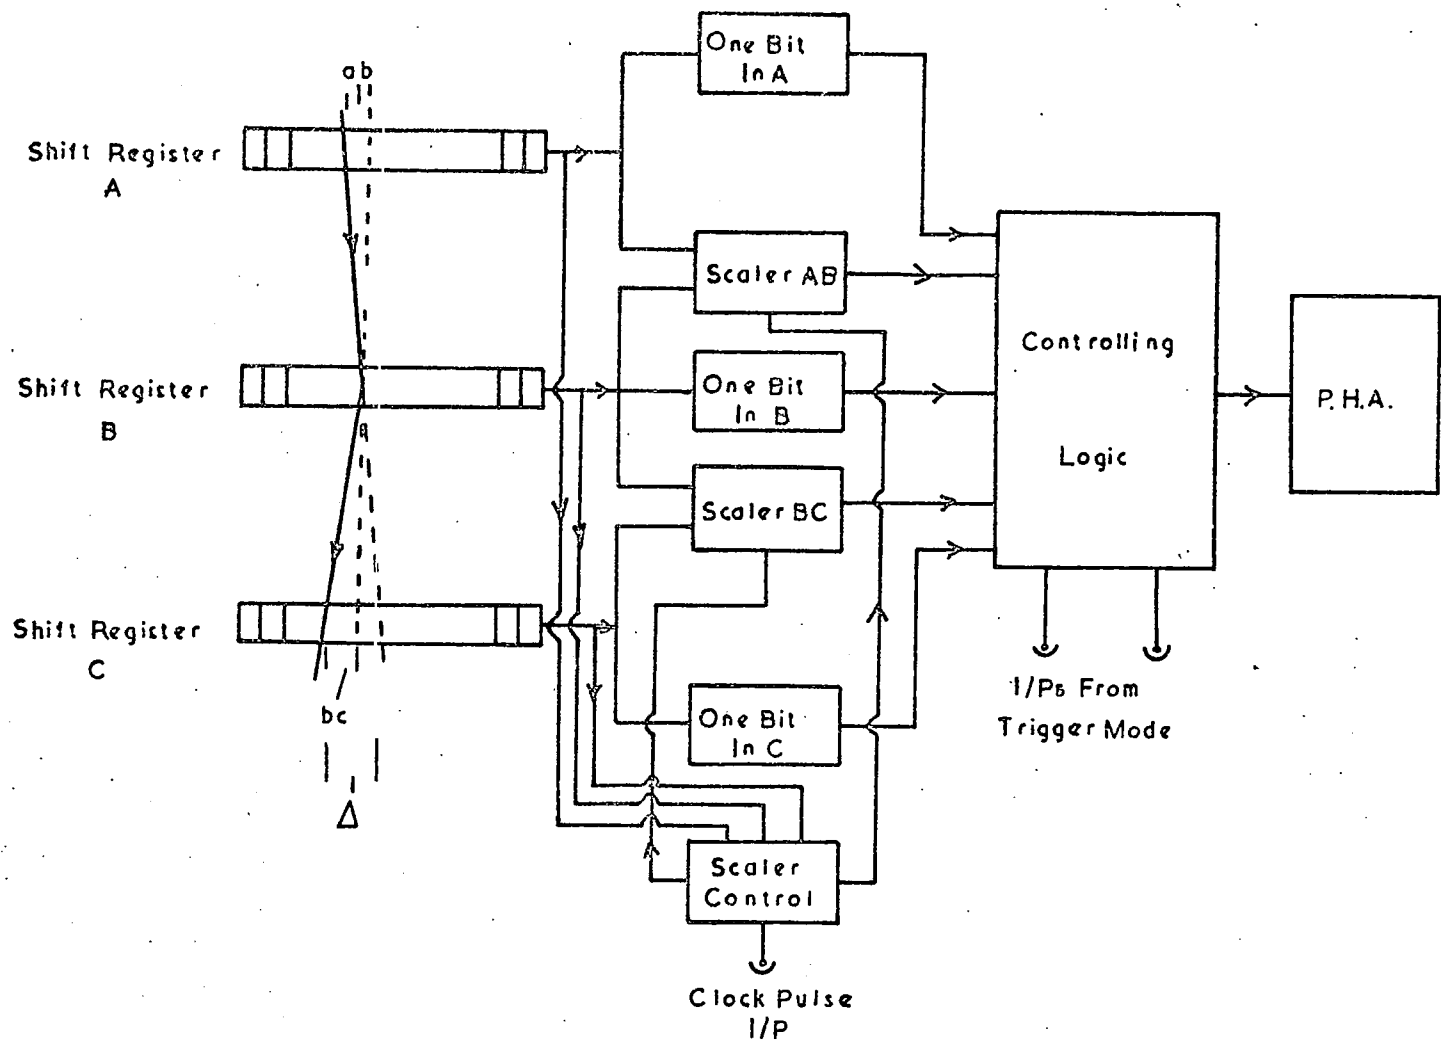 ab
Shift Register
A
Shift Register
B
Shift Register
C
bc
Δ
One Bit
In A
Scaler AB
One Bit
In B
Scaler BC
One Bit
In C
Scaler
Control
Clock Pulse
I/P
Controlling
Logic
I/Ps From
Trigger Mode
P.H.A.